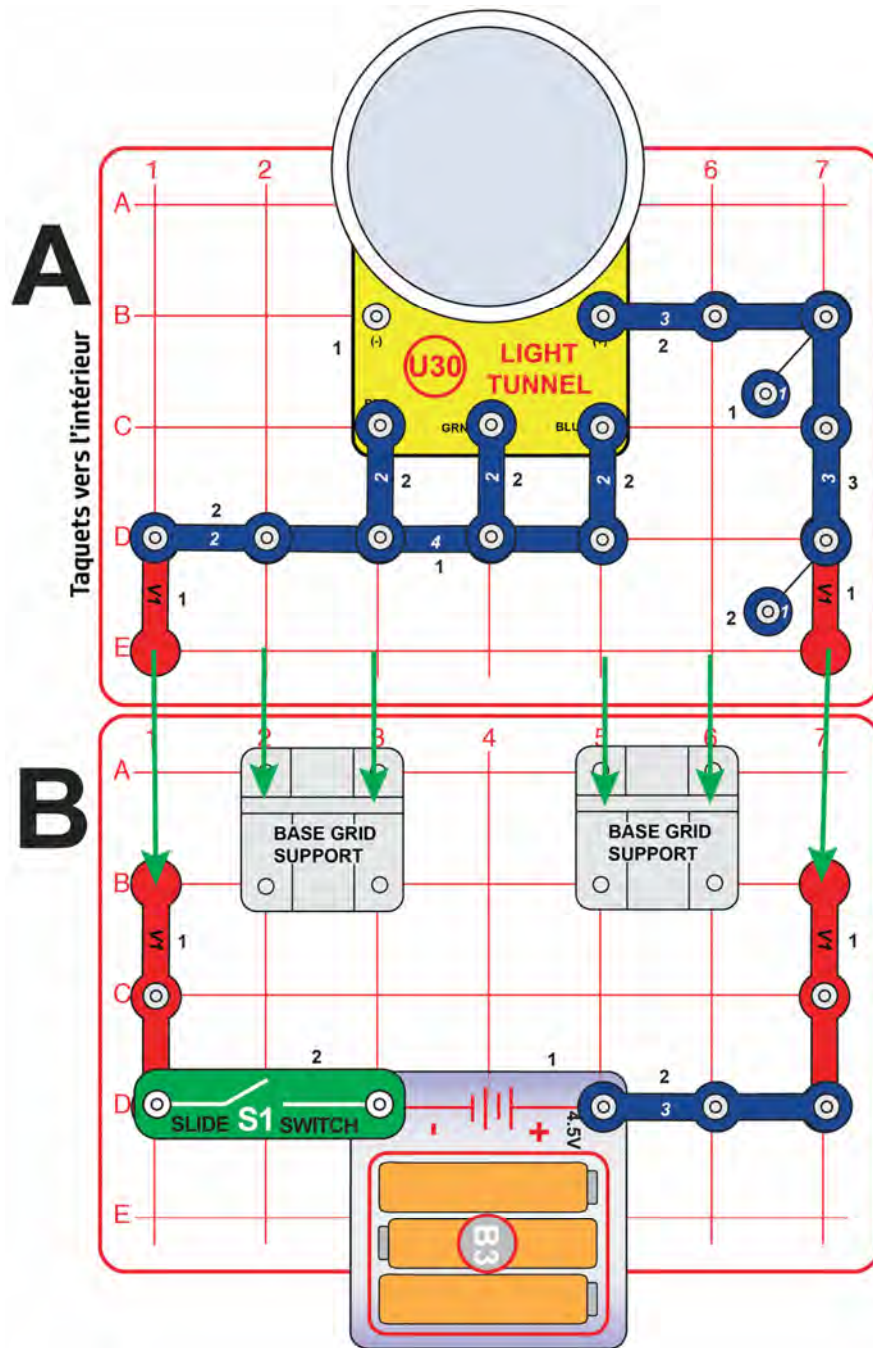 1 2 6 7
A
A
B
(-)
3
2
1
U30
LIGHT
TUNNEL
1
1
C
GRN
BLU
2
2
2
2
2
2
3
3
Taquets vers l'intérieur
2
D
2
4
1
V1
1
V1
1
2
1
E
B
2 3 4 5 6 7
A
BASE GRID
SUPPORT
BASE GRID
SUPPORT
B
V1
1
V1
1
C
2
1
2
D
SLIDE S1 SWITCH
-
+
4.5V
3
E
B3